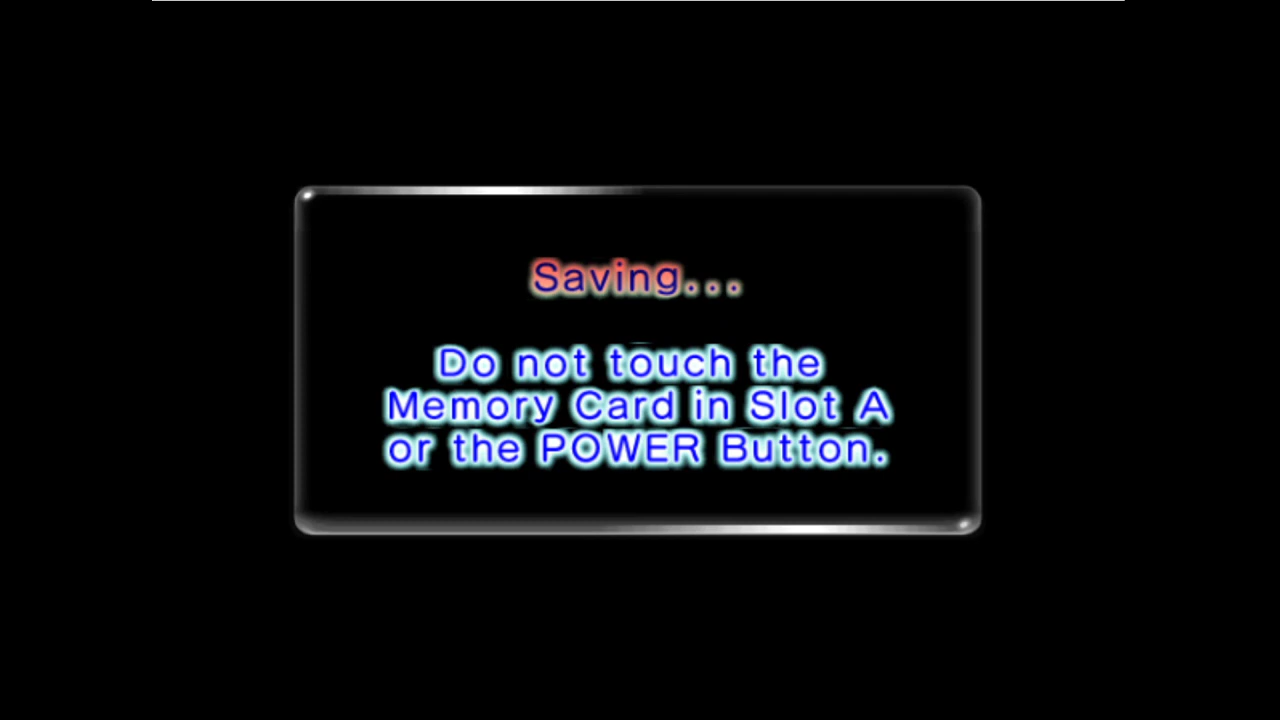 Saving...
Do not touch the
Memory Card in Slot A
or the POWER Button.